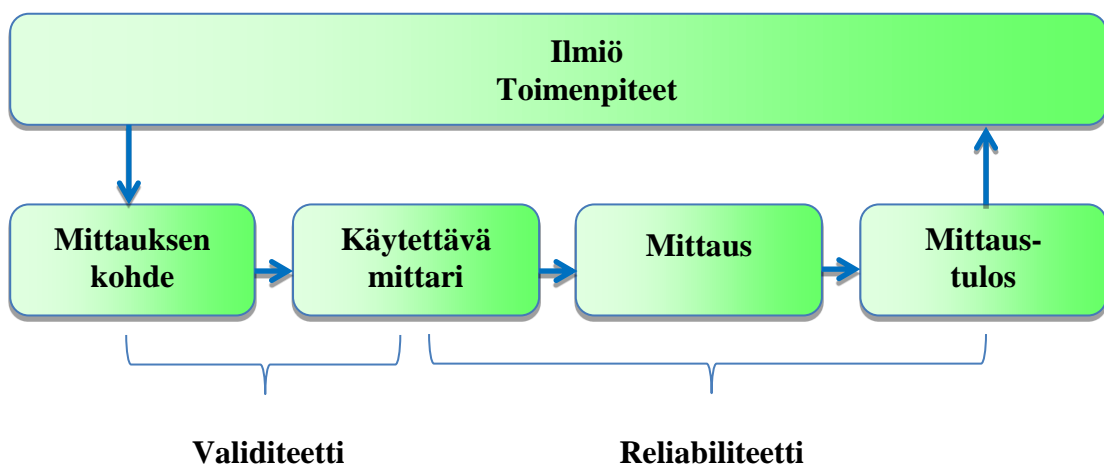 Ilmiö
Toimenpiteet
Mittauksen
kohde
Käytettävä
mittari
Mittaus
Mittaus-
tulos
Validiteetti
Reliabiliteetti